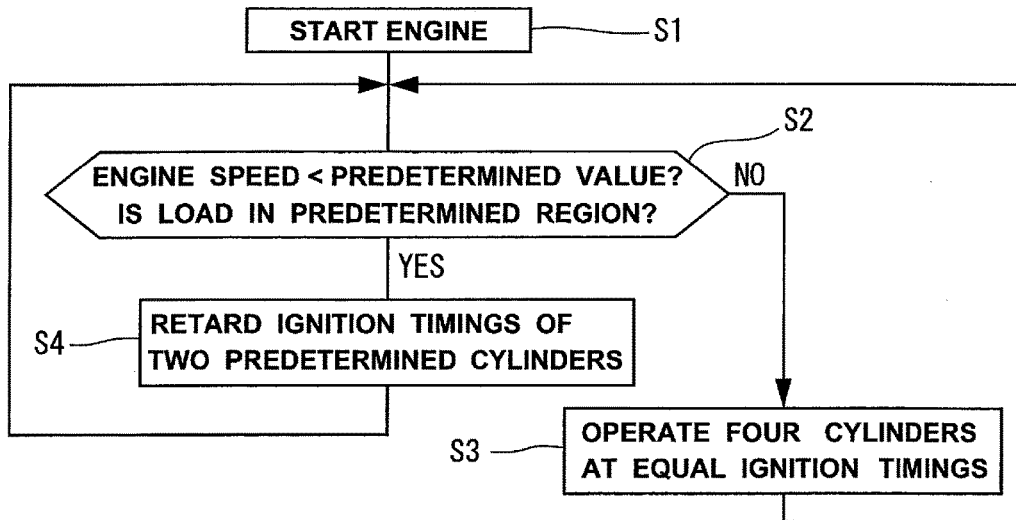 START ENGINE
S1
S2
ENGINE SPEED < PREDETERMINED VALUE?
IS LOAD IN PREDETERMINED REGION?
NO
YES
S4
RETARD IGNITION TIMINGS OF
TWO PREDETERMINED CYLINDERS
S3
OPERATE FOUR CYLINDERS
AT EQUAL IGNITION TIMINGS